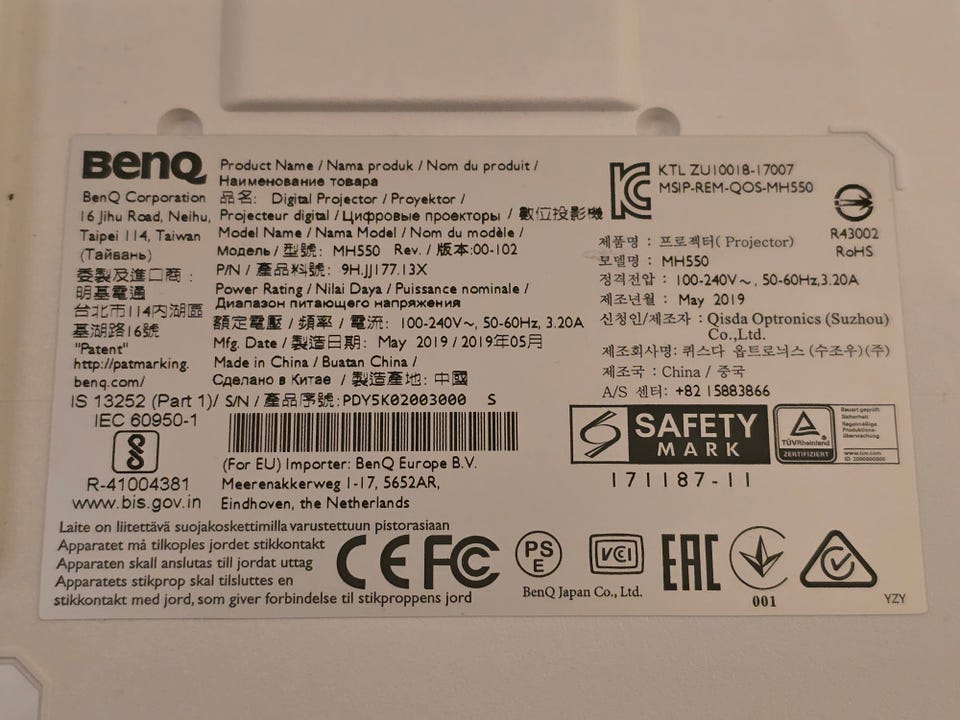 BenQ
BenQ Corporation
16 Jihu Road, Neihu,
Taipei 114, Taiwan
(Тайвань)
委製及進口商：
明基電通
台北市114內湖區
基湖路16號
"Patent"
http://patmarking.
benq.com/
IS 13252 (Part 1)/
IEC 60950-1
R-41004381
www.bis.gov.in
Product Name / Nama produk / Nom du produit /
Наименование товара
品名: Digital Projector / Proyektor /
Projecteur digital / Цифровые проекторы / 數位投影機
Model Name / Nama Model / Nom du modèle /
Модель / 型號: MH550 Rev. / 版本:00-102
P/N / 產品料號: 9H.JJ177.13X
Power Rating / Nilai Daya / Puissance nominale /
Диапазон питающего напряжения
額定電壓 / 頻率 / 電流: 100-240V~, 50-60Hz, 3.20A
Mfg. Date / 製造日期: May 2019 / 2019年05月
Made in China / Buatan China /
Сделано в Китае / 製造產地: 中國
S/N / 產品序號:PDY5K02003000 S
(For EU) Importer: BenQ Europe B.V.
Meerenakkerweg 1-17, 5652AR,
Eindhoven, the Netherlands
KTL ZU10018-17007
MSIP-REM-QOS-MH550
R43002
RoHS
제품명 : 프로젝터( Projector)
모델명 : MH550
정격전압 : 100-240V~, 50-60Hz,3.20A
제조년월 : May 2019
신청인/제조자 : Qisda Optronics (Suzhou)
Co.,Ltd.
제조회사명: 퀴스다 옵트로닉스 (수조우)(주)
제조국 : China / 중국
A/S 센터: +82 15883866
SAFETY
MARK
171187-11
TÜVRheinland
ZERTIFIZIERT
Bauart geprüft
Sicherheit
Regelmäßige
Produktions-
überwachung
www.tuv.com
ID 2000000000
Laite on liitettävä suojakoskettimilla varustettuun pistorasiaan
Apparatet må tilkoples jordet stikkontakt
Apparaten skall anslutas till jordat uttag
Apparatets stikprop skal tilsluttes en
stikkontakt med jord, som giver forbindelse til stikproppens jord
CE FC
PS
E
VCI
BenQ Japan Co., Ltd.
EAC
001
YZY